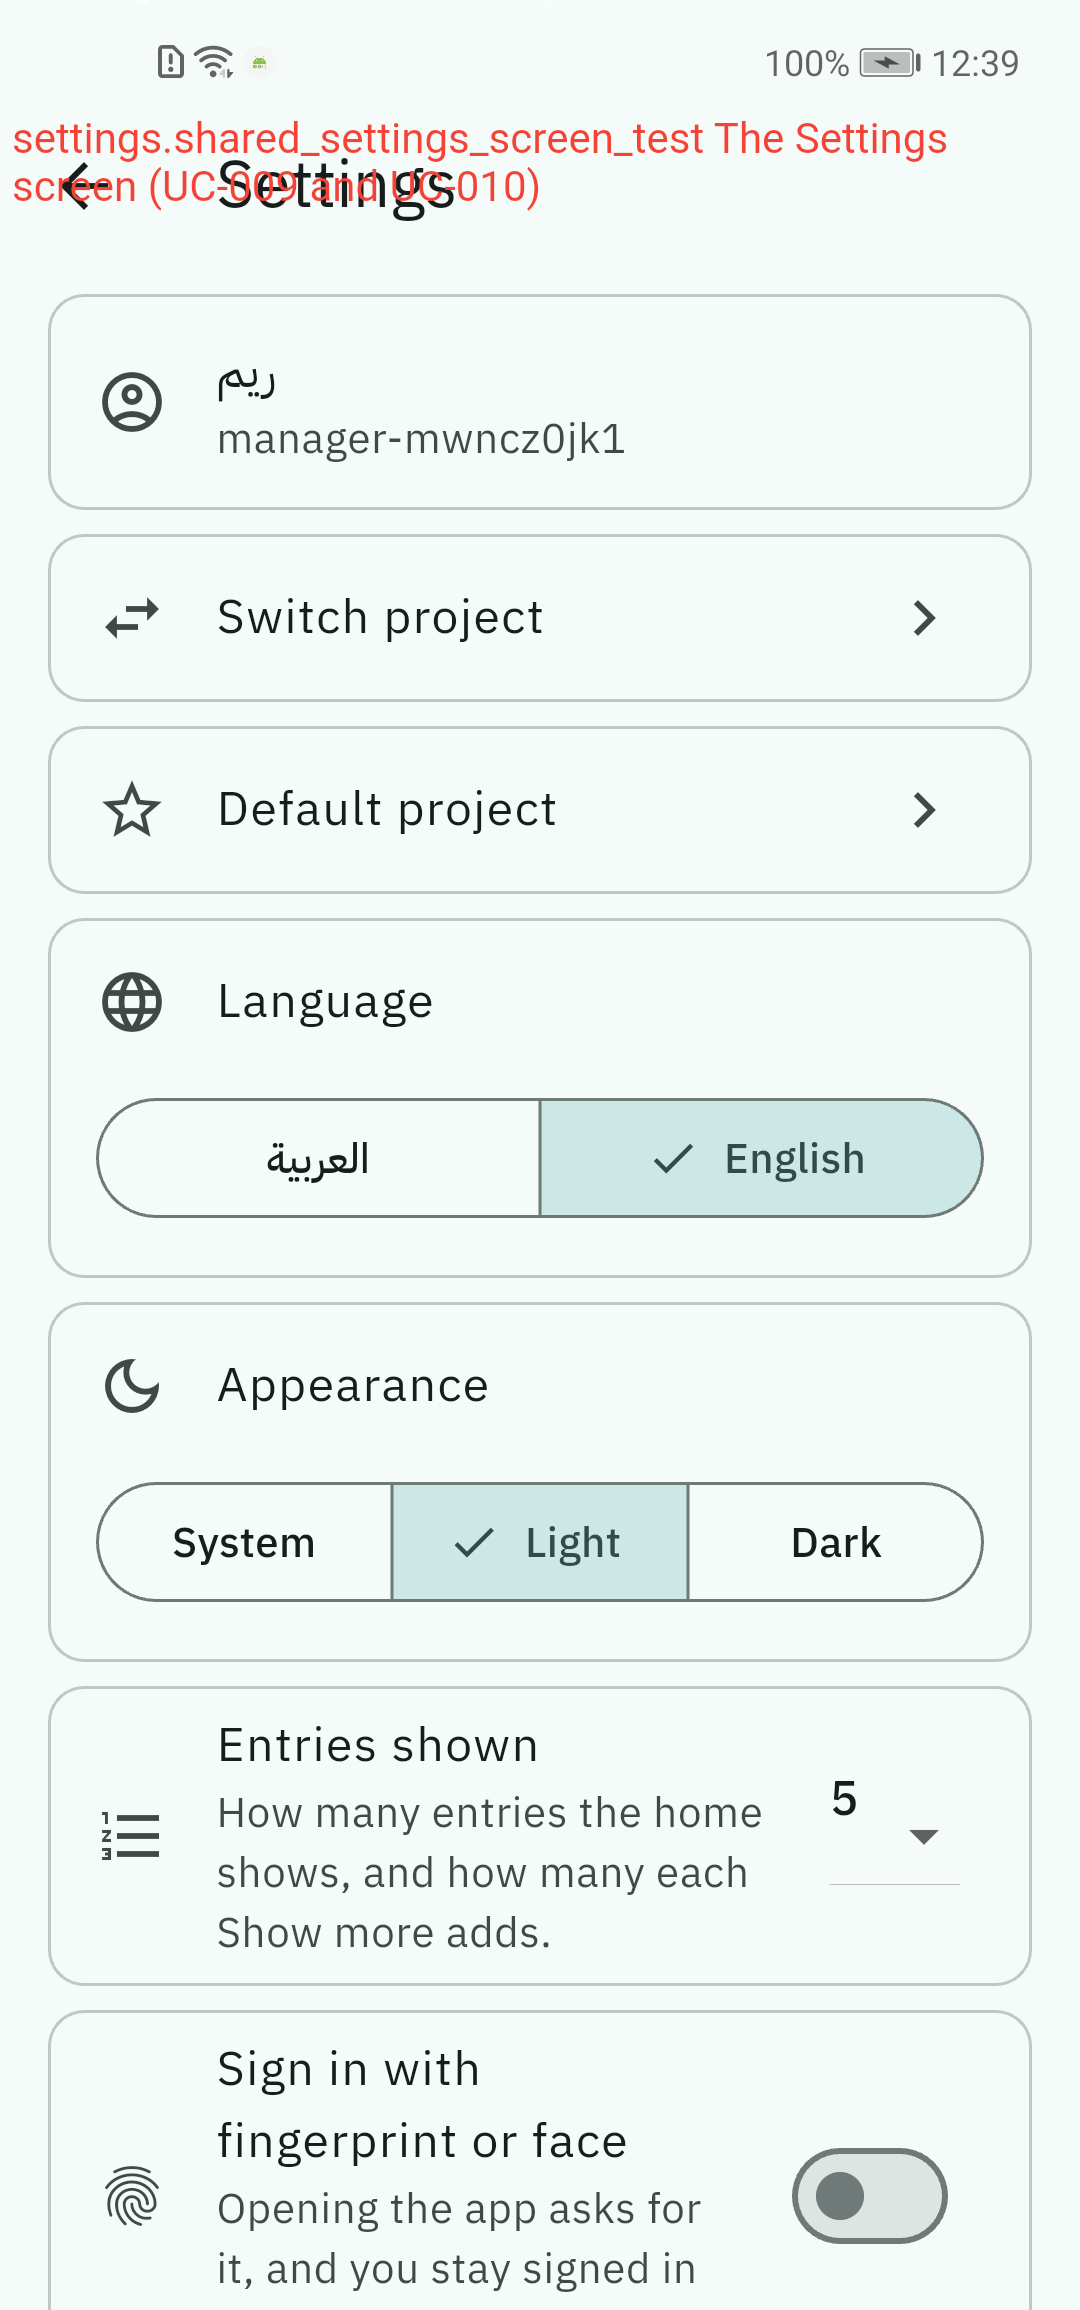 100% 12:39
settings.shared_settings_screen_test The Settings
screen (UC-009 and UC-010)
Settings
ريم
manager-mwncz0jk1
Switch project
Default project
Language
العربية
English
Appearance
System
Light
Dark
Entries shown
5
How many entries the home
shows, and how many each
Show more adds.
Sign in with
fingerprint or face
Opening the app asks for
it, and you stay signed in